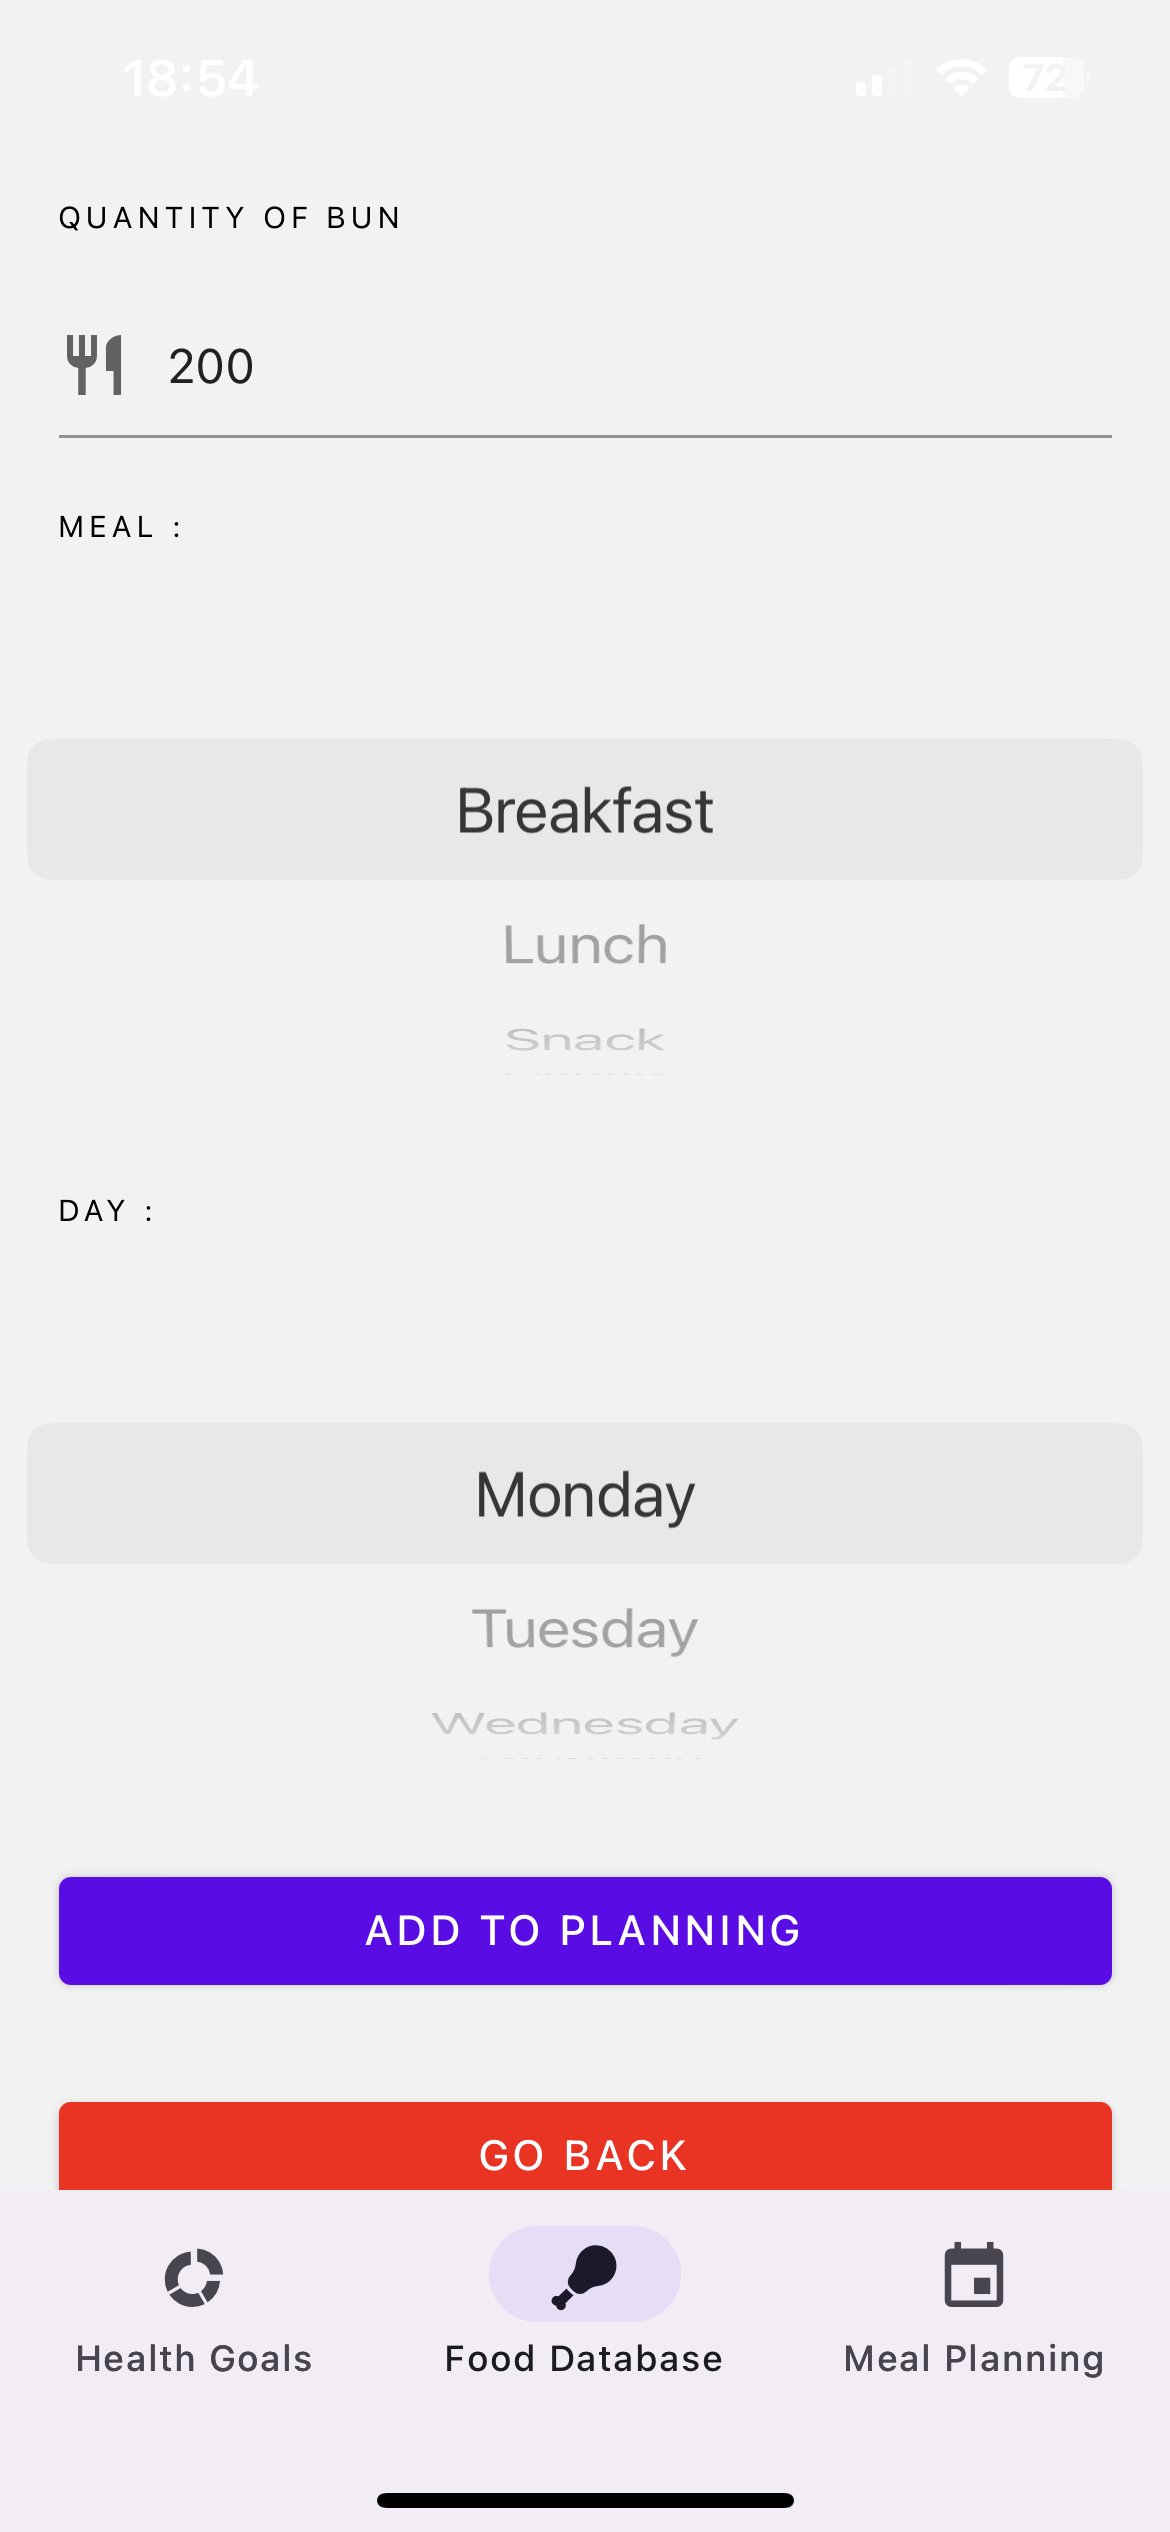 18:54
72
QUANTITY OF BUN
200
MEAL :
Breakfast
Lunch
Snack
DAY :
Monday
Tuesday
Wednesday
ADD TO PLANNING
GO BACK
Health Goals
Food Database
Meal Planning